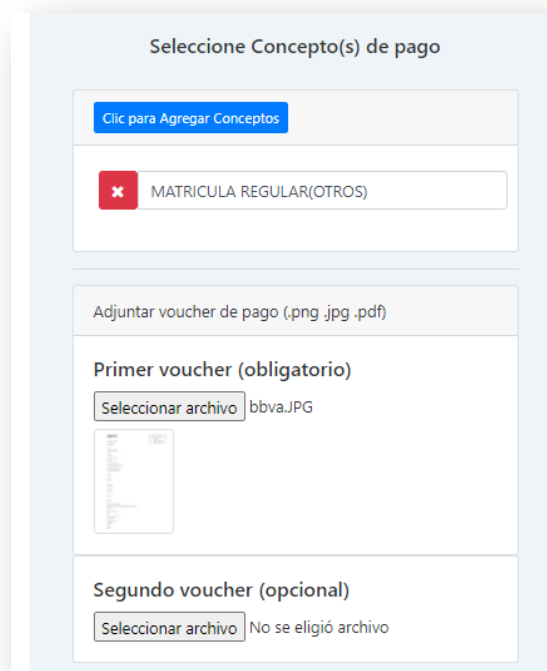 Seleccione Concepto(s) de pago
Clic para Agregar Conceptos
MATRICULA REGULAR(OTROS)
Adjuntar voucher de pago (.png .jpg .pdf)
Primer voucher (obligatorio)
Seleccionar archivo bbva.JPG
Segundo voucher (opcional)
Seleccionar archivo No se eligió archivo